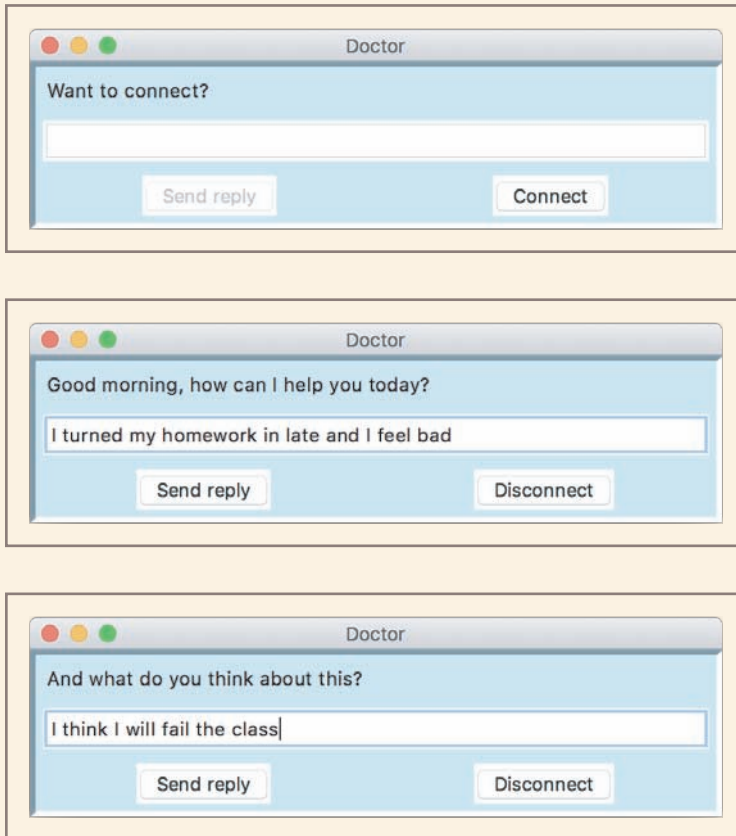 Doctor
Want to connect?
Send reply
Connect
Doctor
Good morning, how can I help you today?
I turned my homework in late and I feel bad
Send reply
Disconnect
Doctor
And what do you think about this?
I think I will fail the class
Send reply
Disconnect